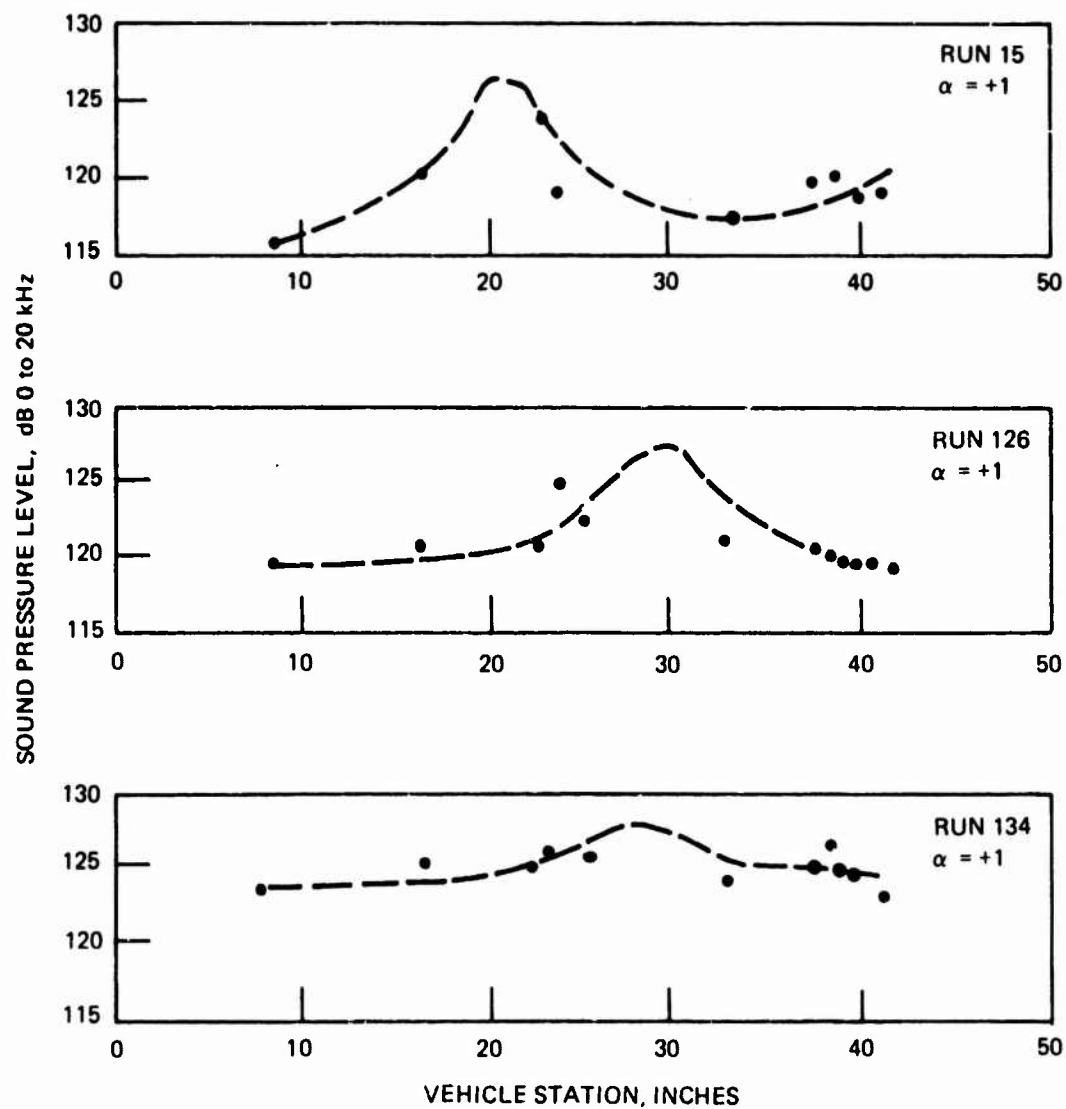 SOUND PRESSURE LEVEL, dB 0 to 20 kHz
130
125
120
115
0 10 20 30 40 50
RUN 15
α = +1
130
125
120
115
0 10 20 30 40 50
RUN 126
α = +1
130
125
120
115
0 10 20 30 40 50
RUN 134
α = +1
VEHICLE STATION, INCHES